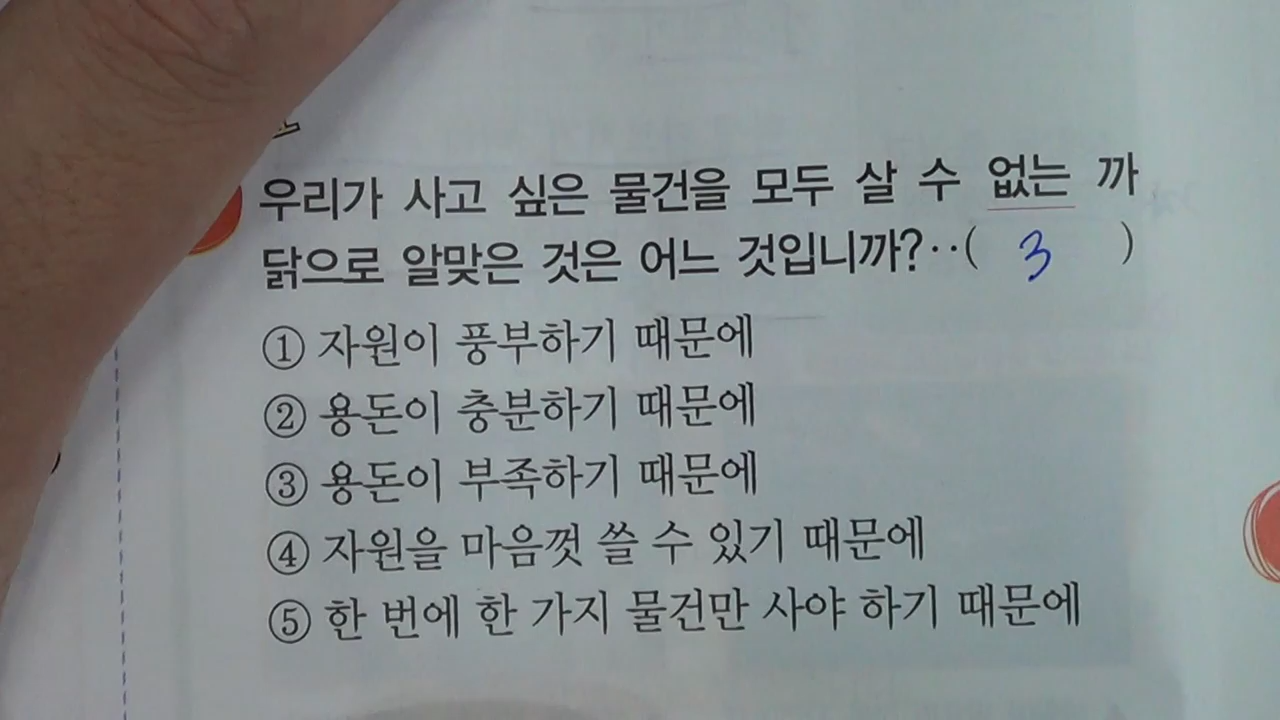 우리가 사고 싶은 물건을 모두 살 수 없는 까
닭으로 알맞은 것은 어느 것입니까?··( 3 )
① 자원이 풍부하기 때문에
② 용돈이 충분하기 때문에
③ 용돈이 부족하기 때문에
④ 자원을 마음껏 쓸 수 있기 때문에
⑤ 한 번에 한 가지 물건만 사야 하기 때문에